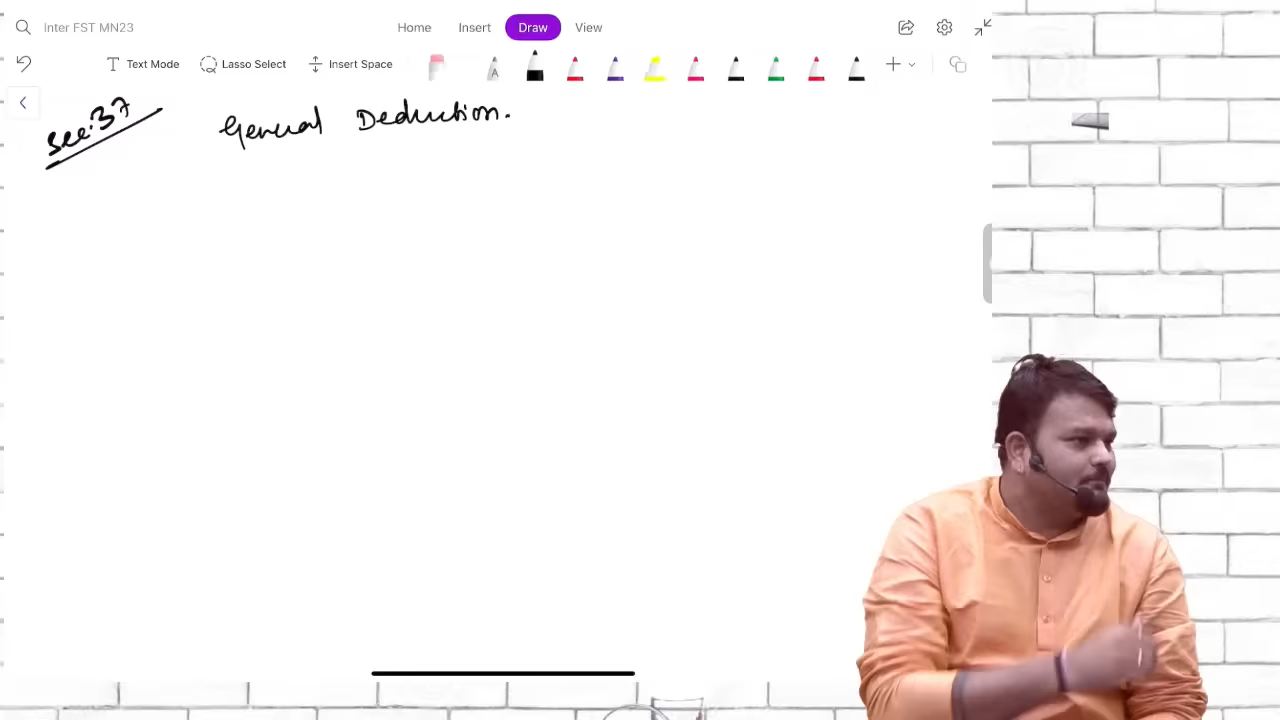 Inter FST MN23
Home Insert Draw View
Text Mode Lasso Select Insert Space
A
Sec. 37 General Deduction.